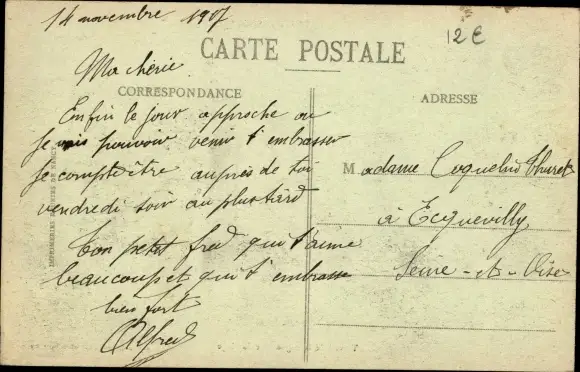 14 novembre 1907
12€
CARTE POSTALE
Ma chérie
CORRESPONDANCE
ADRESSE
Enfin le jour approche ou
je vais pouvoir venir t'embrasser
je compte être auprès de toi
vendredi soir au plus tard
Ton petit fred qui t'aime
beaucoup et qui t'embrasse
bien fort
Alfred
Madame Coquelin
à Ecquevilly
Seine-et-Oise